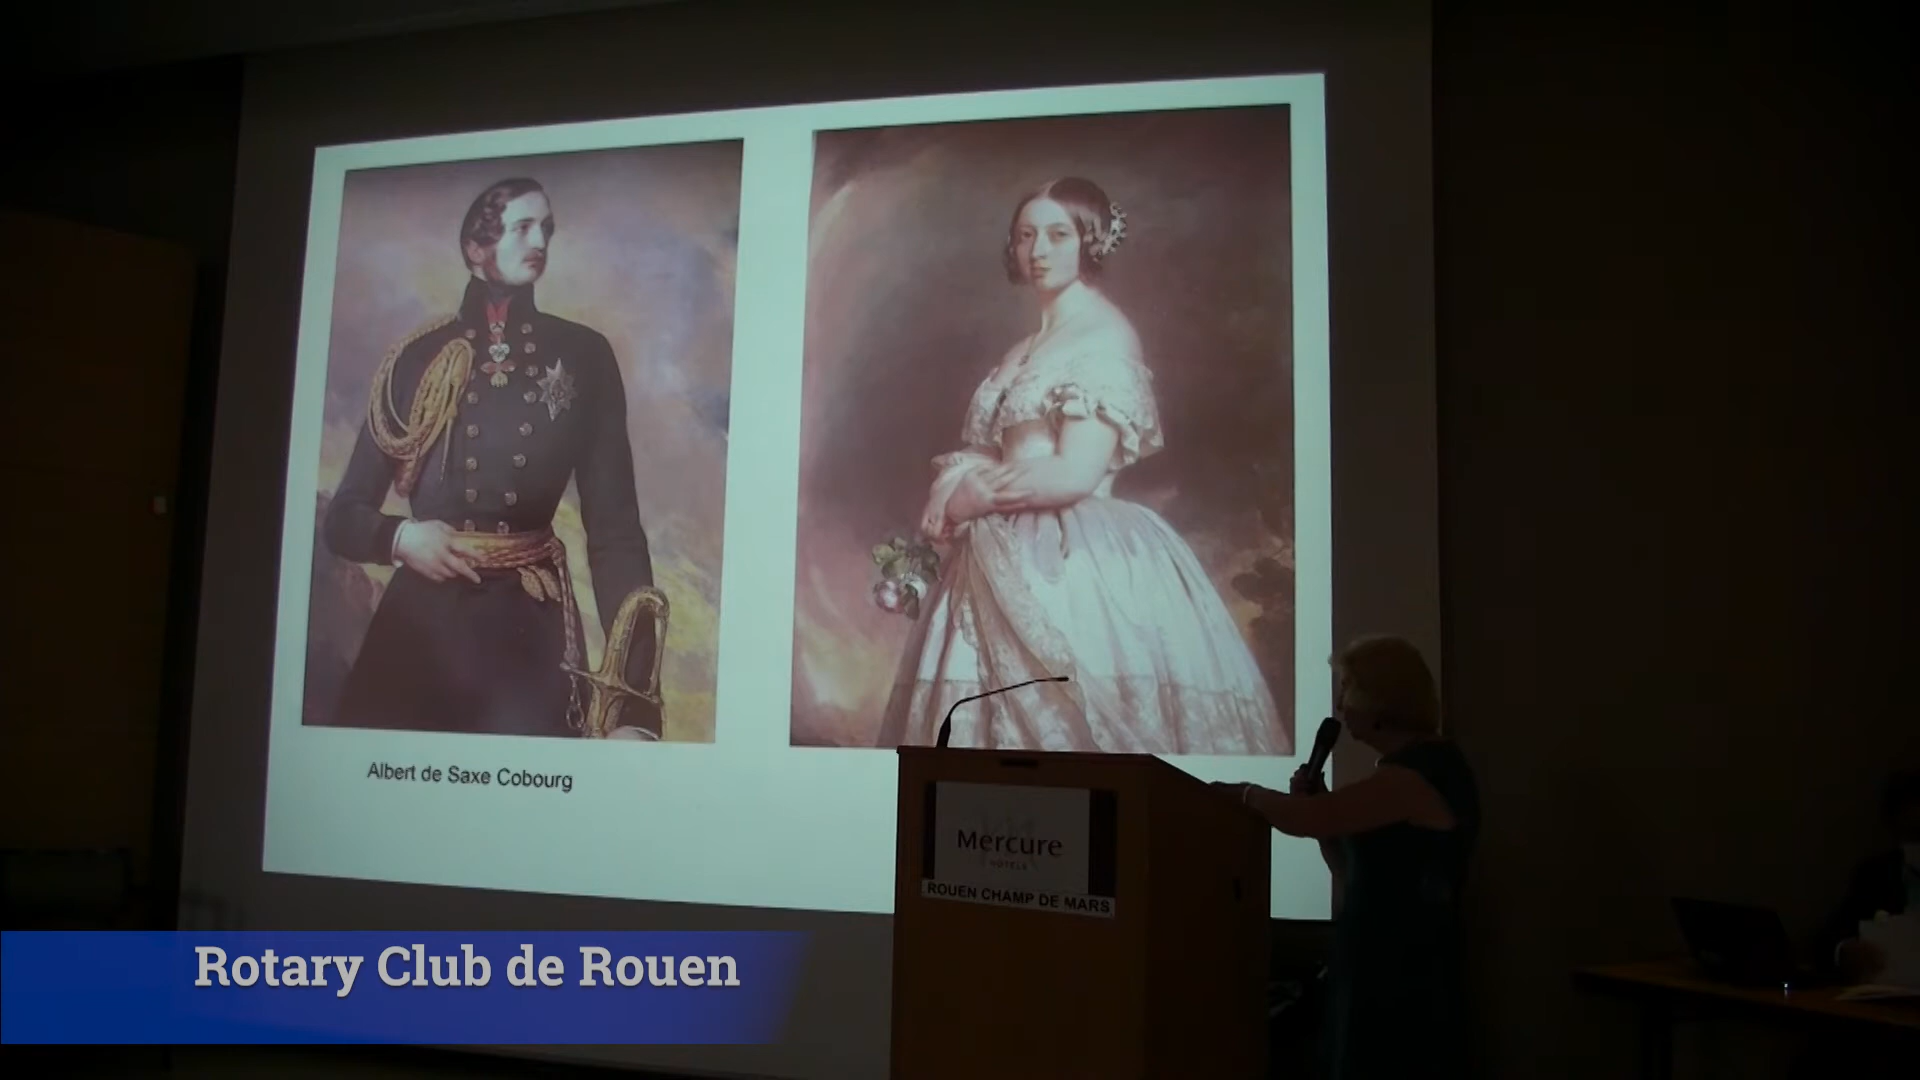 Albert de Saxe Cobourg
Mercure
HOTELS
ROUEN CHAMP DE MARS
Rotary Club de Rouen